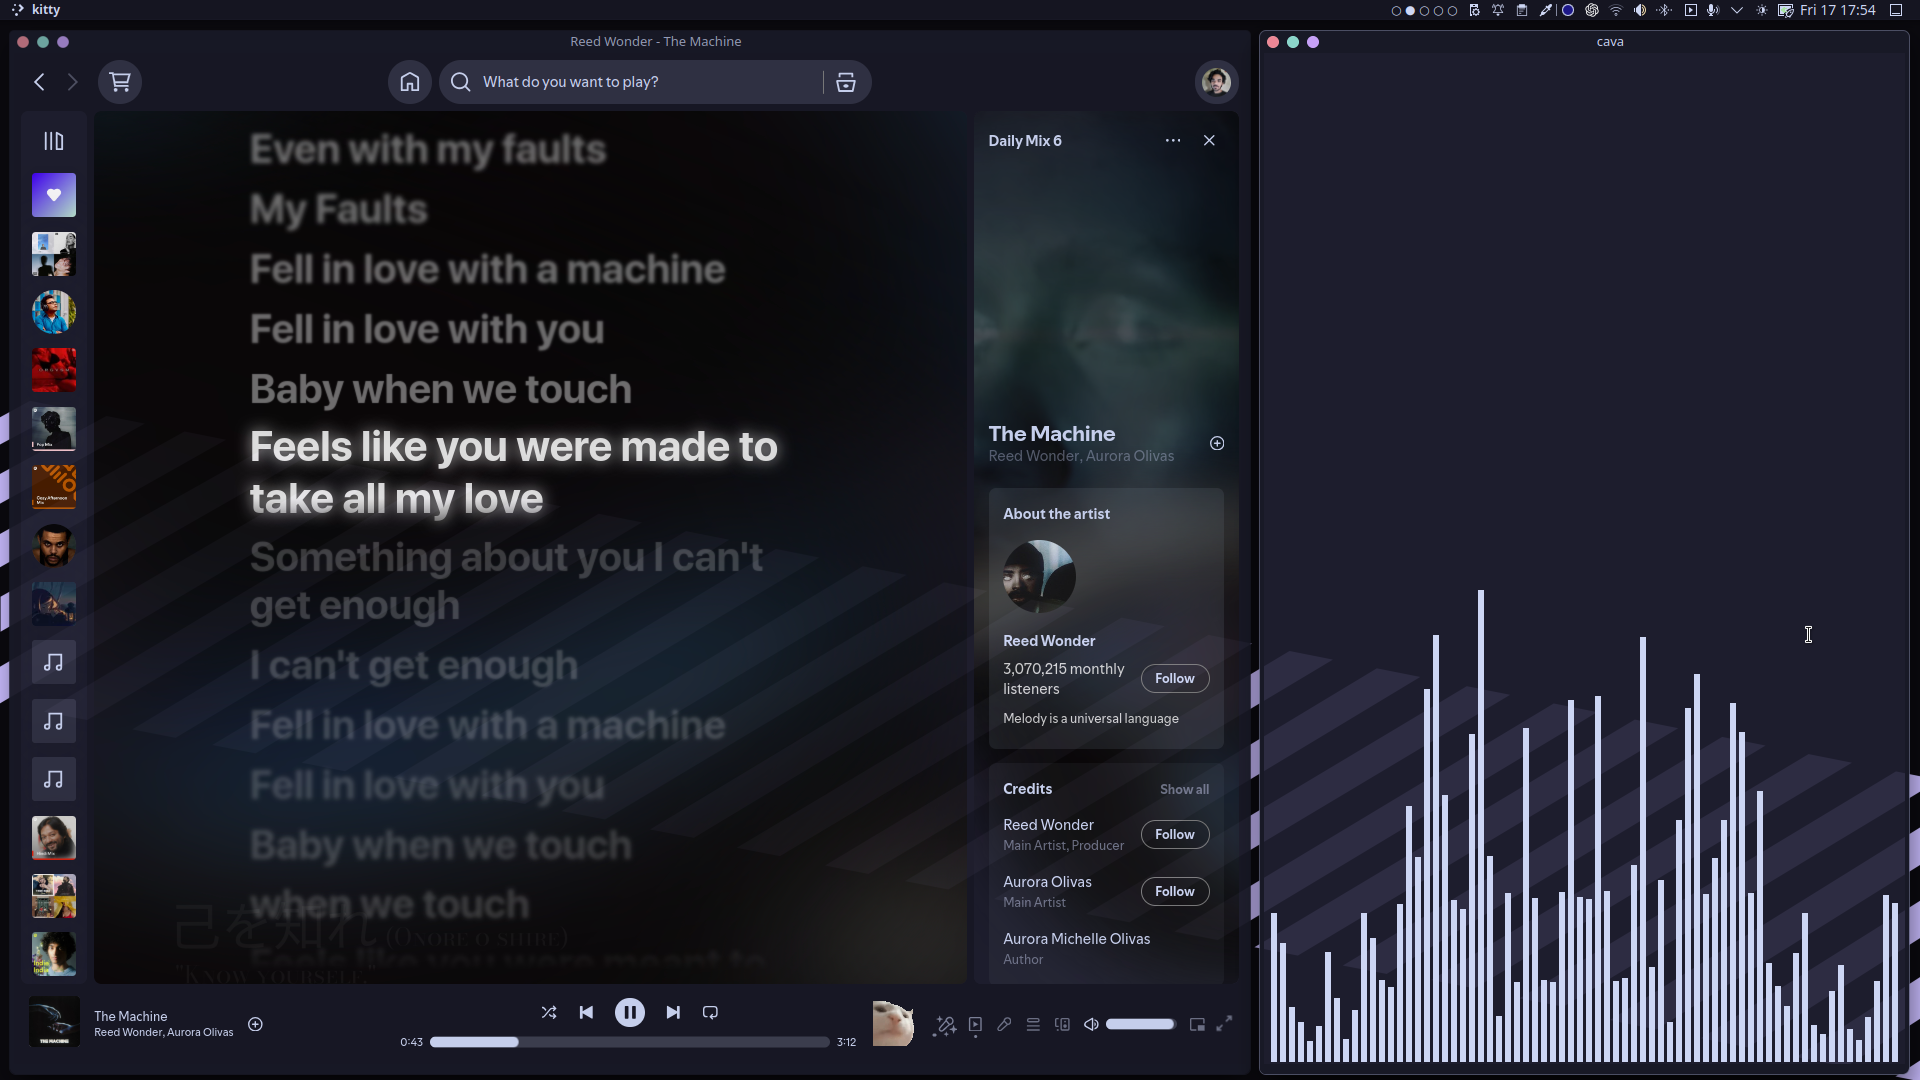 kitty
Fri 17 17:54
Reed Wonder - The Machine
cava
What do you want to play?
Even with my faults
My Faults
Fell in love with a machine
Fell in love with you
Baby when we touch
Feels like you were made to
take all my love
Something about you I can't
get enough
I can't get enough
Fell in love with a machine
Fell in love with you
Baby when we touch
when we touch
Feels like you were meant to
己を知れ (Onore o shire)
"Know yourself"
Daily Mix 6
The Machine
Reed Wonder, Aurora Olivas
About the artist
Reed Wonder
3,070,215 monthly
listeners
Follow
Melody is a universal language
Credits
Show all
Reed Wonder
Main Artist, Producer
Follow
Aurora Olivas
Main Artist
Follow
Aurora Michelle Olivas
Author
THE MACHINE
The Machine
Reed Wonder, Aurora Olivas
0:43
3:12